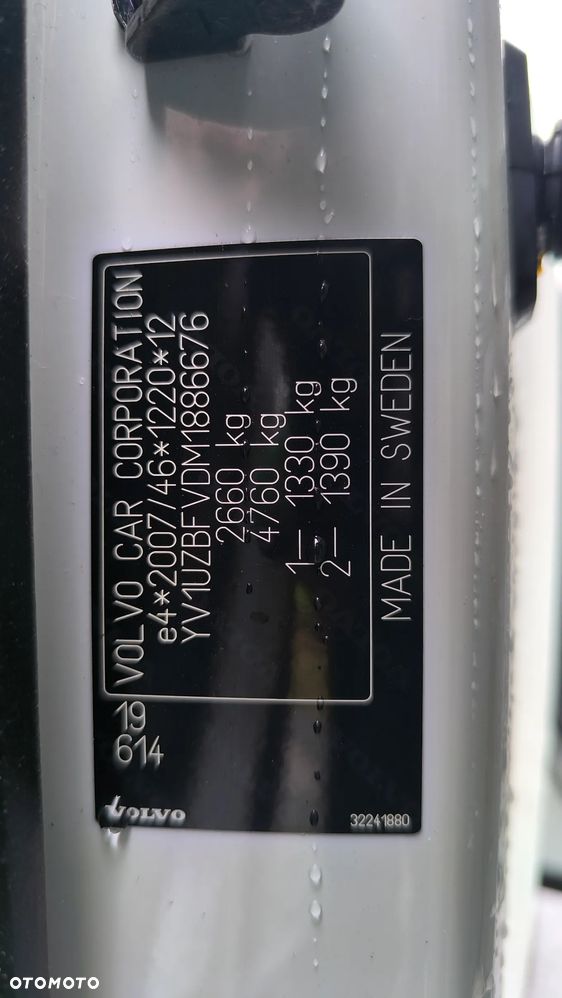 VOLVO CAR CORPORATION
e4*2007/46*1220*12
YV1UZBFVDM1886676
2660 kg
4760 kg
1— 1330 kg
2— 1390 kg
19
614
MADE IN SWEDEN
VOLVO
32241880
OTOMOTO